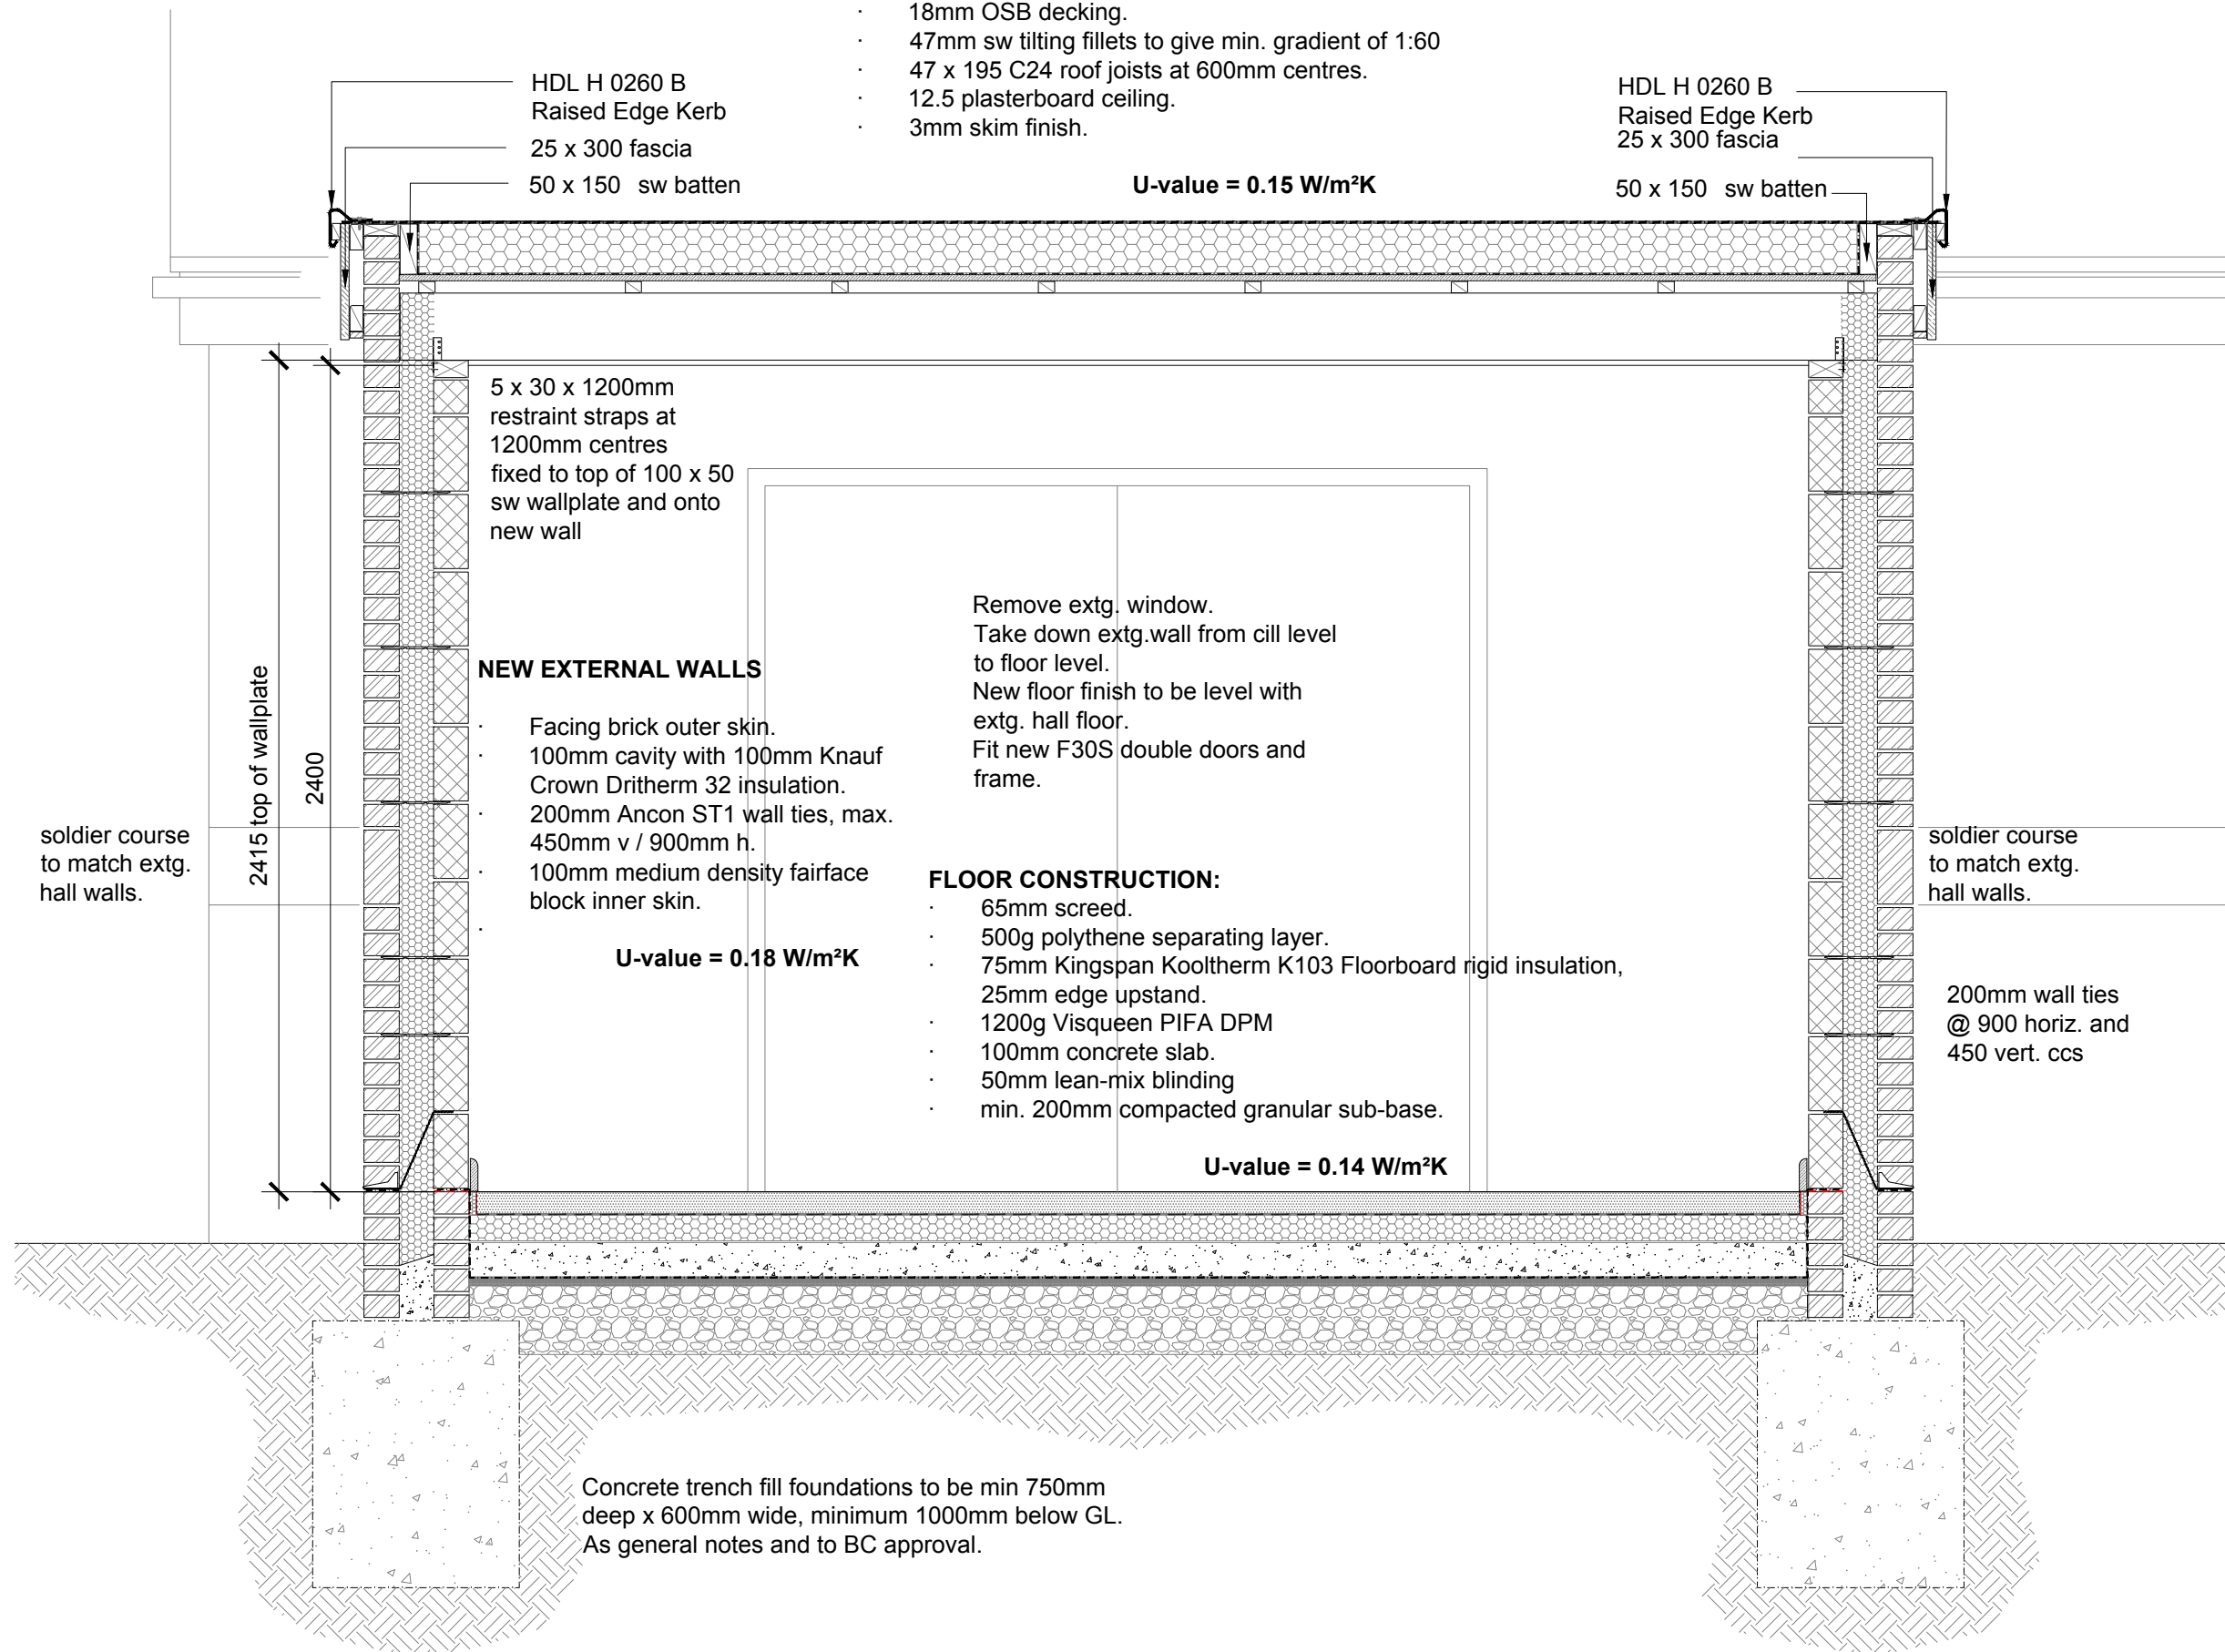 · 18mm OSB decking.
· 47mm sw tilting fillets to give min. gradient of 1:60
· 47 x 195 C24 roof joists at 600mm centres.
· 12.5 plasterboard ceiling.
· 3mm skim finish.
U-value = 0.15 W/m²K
HDL H 0260 B
Raised Edge Kerb
25 x 300 fascia
50 x 150 sw batten
HDL H 0260 B
Raised Edge Kerb
25 x 300 fascia
50 x 150 sw batten
5 x 30 x 1200mm
restraint straps at
1200mm centres
fixed to top of 100 x 50
sw wallplate and onto
new wall
2415 top of wallplate
2400
Remove extg. window.
Take down extg.wall from cill level
to floor level.
New floor finish to be level with
extg. hall floor.
Fit new F30S double doors and
frame.
NEW EXTERNAL WALLS
· Facing brick outer skin.
· 100mm cavity with 100mm Knauf
Crown Dritherm 32 insulation.
· 200mm Ancon ST1 wall ties, max.
450mm v / 900mm h.
· 100mm medium density fairface
block inner skin.
·
U-value = 0.18 W/m²K
soldier course
to match extg.
hall walls.
FLOOR CONSTRUCTION:
· 65mm screed.
· 500g polythene separating layer.
· 75mm Kingspan Kooltherm K103 Floorboard rigid insulation,
25mm edge upstand.
· 1200g Visqueen PIFA DPM
· 100mm concrete slab.
· 50mm lean-mix blinding
· min. 200mm compacted granular sub-base.
U-value = 0.14 W/m²K
soldier course
to match extg.
hall walls.
200mm wall ties
@ 900 horiz. and
450 vert. ccs
Concrete trench fill foundations to be min 750mm
deep x 600mm wide, minimum 1000mm below GL.
As general notes and to BC approval.